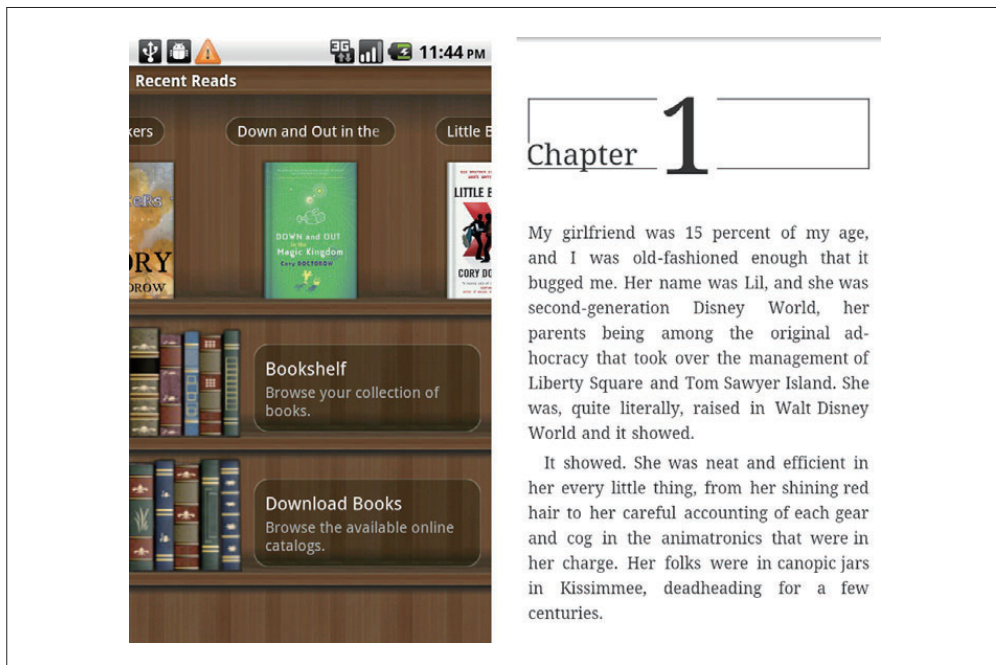 3G
11:44 PM
Recent Reads
kers
Down and Out in the
Little B
DOWN and OUT
in the
Magic Kingdom
Cory DOCTOROW
LITTLE B
CORY DO
RY
OROW
Bookshelf
Browse your collection of
books.
Download Books
Browse the available online
catalogs.
Chapter 1
My girlfriend was 15 percent of my age,
and I was old-fashioned enough that it
bugged me. Her name was Lil, and she was
second-generation Disney World, her
parents being among the original ad-
hocracy that took over the management of
Liberty Square and Tom Sawyer Island. She
was, quite literally, raised in Walt Disney
World and it showed.
It showed. She was neat and efficient in
her every little thing, from her shining red
hair to her careful accounting of each gear
and cog in the animatronics that were in
her charge. Her folks were in canopic jars
in Kissimmee, deadheading for a few
centuries.